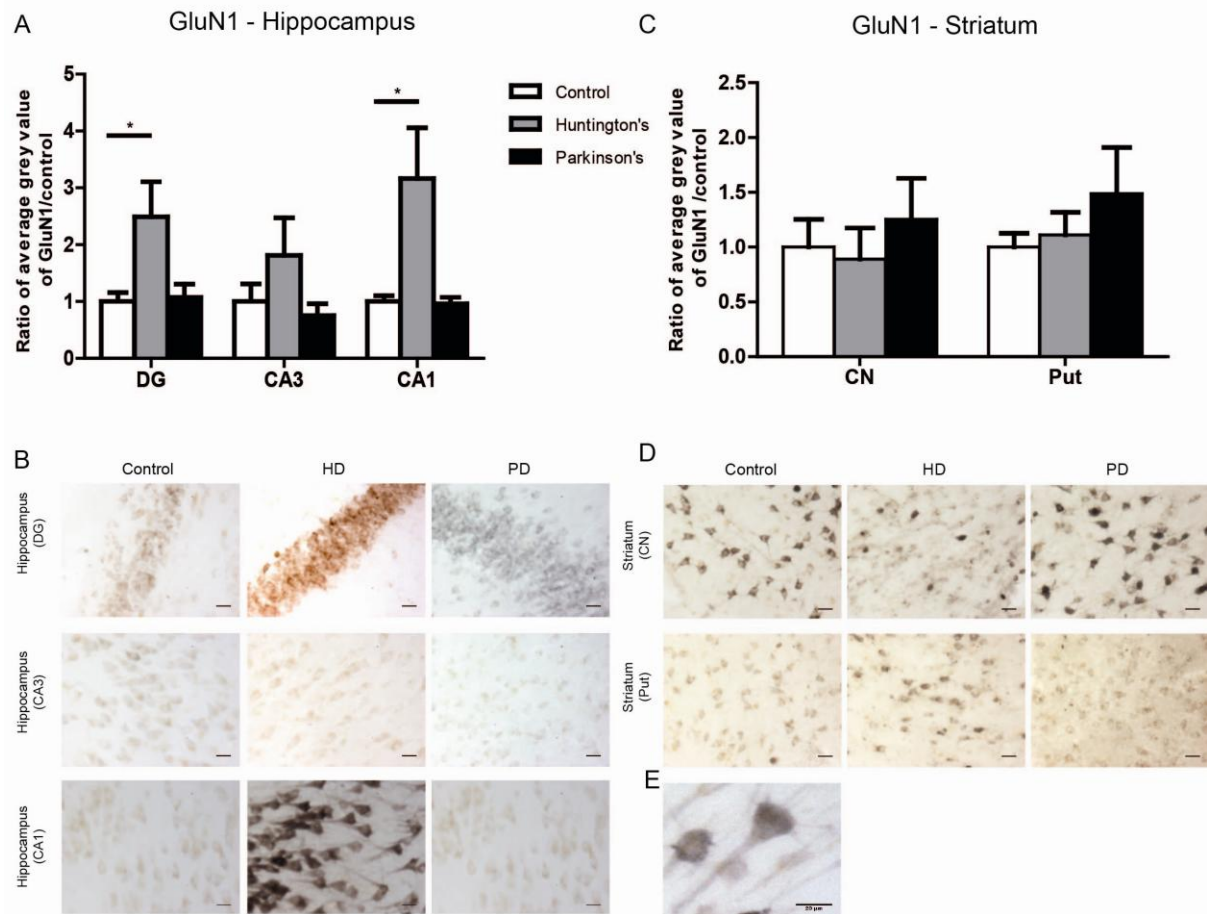 A
GluN1 - Hippocampus
Ratio of average grey value
of GluN1/control
5
4
3
2
1
0
*
*
DG
CA3
CA1
Control
Huntington's
Parkinson's
C
GluN1 - Striatum
Ratio of average grey value
of GluN1 /control
2.5
2.0
1.5
1.0
0.5
0.0
CN
Put
B
Control
HD
PD
Hippocampus
(DG)
Hippocampus
(CA3)
Hippocampus
(CA1)
D
Control
HD
PD
Striatum
(CN)
Striatum
(Put)
E
20 µm